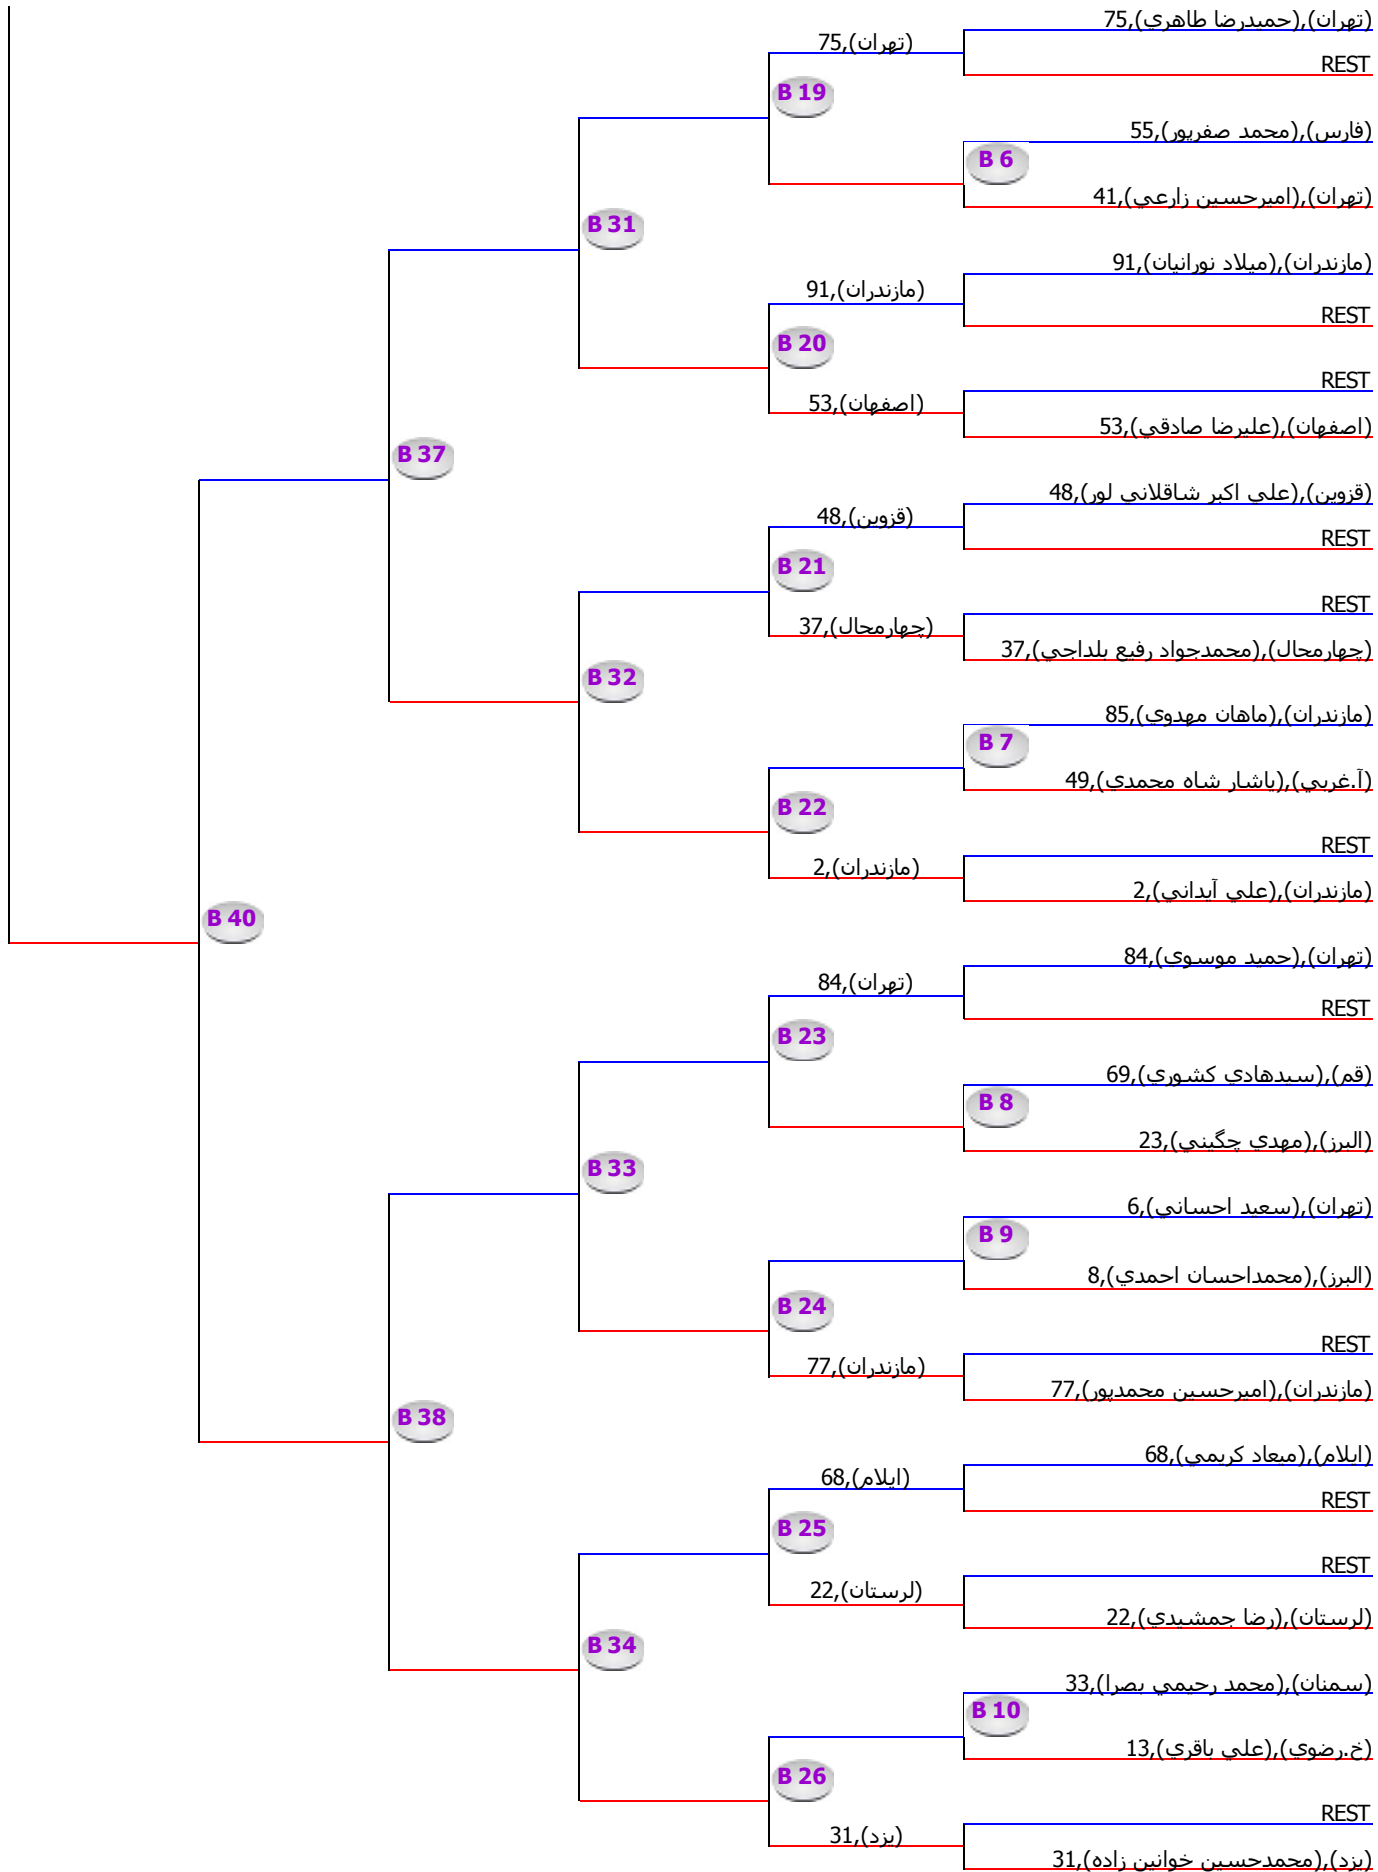 (تهران),(حميدرضا طاهري),75
(تهران),75
REST
B 19
(فارس),(محمد صفرپور),55
B 6
(تهران),(اميرحسين زارعي),41
B 31
(مازندران),(ميلاد نورانيان),91
(مازندران),91
REST
B 20
REST
(اصفهان),53
(اصفهان),(عليرضا صادقي),53
B 37
(قزوين),(علي اكبر شاقلاني لور),48
(قزوين),48
REST
B 21
REST
(چهارمحال),37
(چهارمحال),(محمدجواد رفيع بلداجي),37
B 32
(مازندران),(ماهان مهدوي),85
B 7
(آ.غربي),(ياشار شاه محمدي),49
B 22
REST
(مازندران),2
(مازندران),(علي آيداني),2
B 40
(تهران),(حميد موسوي),84
(تهران),84
REST
B 23
(قم),(سيدهادي كشوري),69
B 8
(البرز),(مهدي چگيني),23
B 33
(تهران),(سعيد احساني),6
B 9
(البرز),(محمداحسان احمدي),8
B 24
REST
(مازندران),77
(مازندران),(اميرحسين محمدپور),77
B 38
(ايلام),(ميعاد كريمي),68
(ايلام),68
REST
B 25
REST
(لرستان),22
(لرستان),(رضا جمشيدي),22
B 34
(سمنان),(محمد رحيمي بصرا),33
B 10
(خ.رضوي),(علي باقري),13
B 26
REST
(يزد),31
(يزد),(محمدحسين خوانين زاده),31